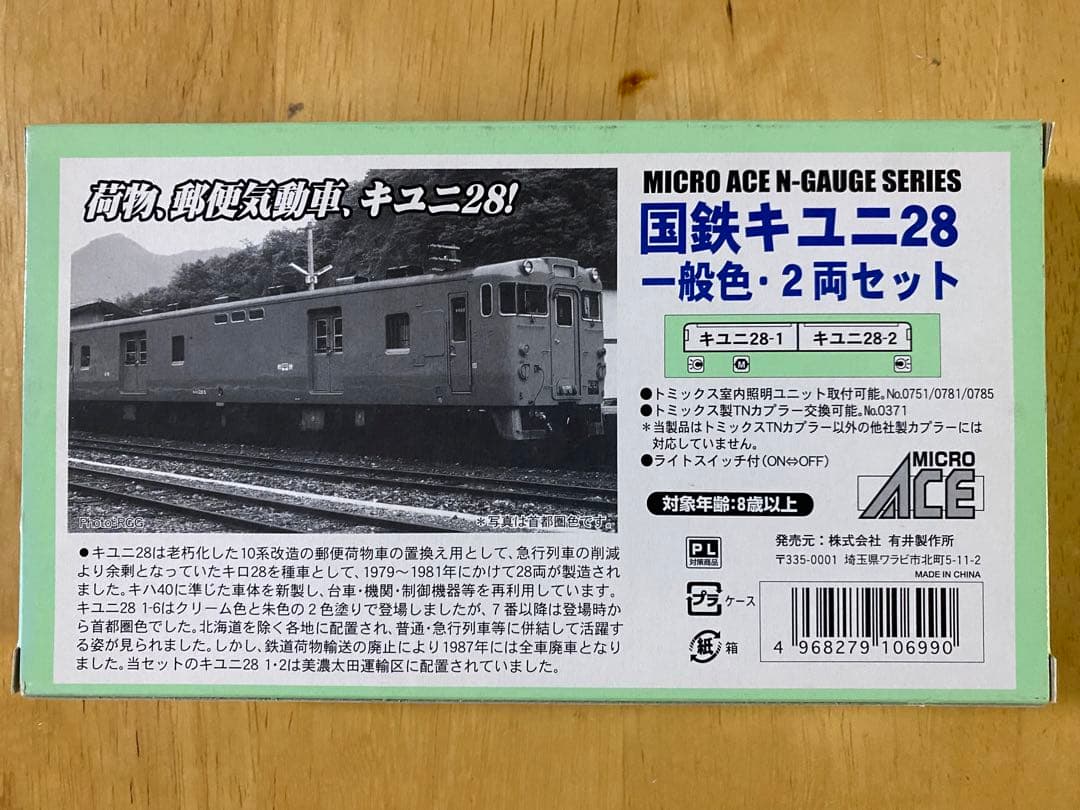 荷物、郵便気動車、キユニ28!
Photo:RGG
＊写真は首都圏色です。
●キユニ28は老朽化した10系改造の郵便荷物車の置換え用として、急行列車の削減
より余剰となっていたキロ28を種車として、1979～1981年にかけて28両が製造されま
ました。キハ40に準じた車体を新製し、台車・機関・制御機器等を再利用しています。
キユニ28 1-6はクリーム色と朱色の2色塗りで登場しましたが、7番以降は登場時か
ら首都圏色でした。北海道を除く各地に配置され、普通・急行列車等に併結して活躍す
る姿が見られました。しかし、鉄道荷物輸送の廃止により1987年には全車廃車となり
ました。当セットのキユニ28 1・2は美濃太田運輸区に配置されていました。
MICRO ACE N-GAUGE SERIES
国鉄キユニ28
一般色・2両セット
キユニ28-1 キユニ28-2
C M C
●トミックス室内照明ユニット取付可能。No.0751/0781/0785
●トミックス製TNカプラー交換可能。No.0371
＊当製品はトミックスTNカプラー以外の他社製カプラーには
対応していません。
●ライトスイッチ付(ON⇔OFF)
MICRO
ACE
対象年齢:8歳以上
発売元：株式会社 有井製作所
〒335-0001 埼玉県ワラビ市北町5-11-2
MADE IN CHINA
PL
対策商品
プラ ケース
紙 箱
4 968279 106990